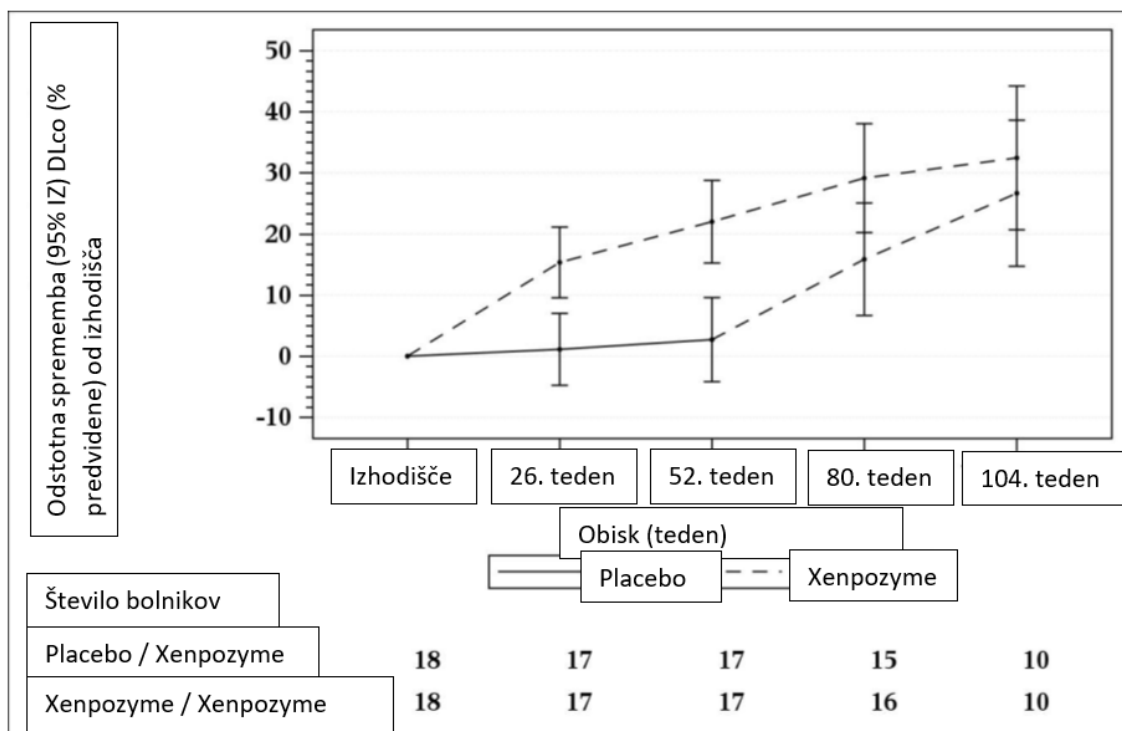 Odstotna sprememba (95% IZ) DLco (%
predvidene) od izhodišča
50
40
30
20
10
0
-10
Izhodišče 26. teden 52. teden 80. teden 104. teden
Obisk (teden)
Placebo Xenpozyme
Število bolnikov
Placebo / Xenpozyme 18 17 17 15 10
Xenpozyme / Xenpozyme 18 17 17 16 10